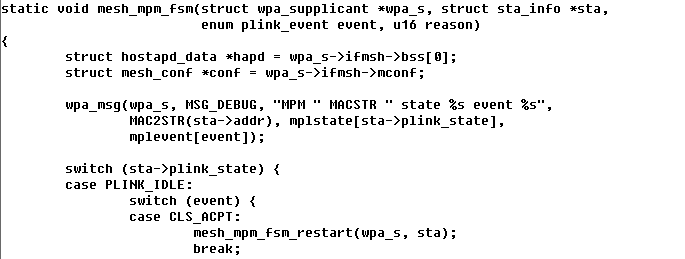 static void mesh_mpm_fsm(struct wpa_supplicant *wpa_s, struct sta_info *sta,
enum plink_event event, u16 reason)
{
struct hostapd_data *hapd = wpa_s->ifmsh->bss[0];
struct mesh_conf *conf = wpa_s->ifmsh->mconf;
wpa_msg(wpa_s, MSG_DEBUG, "MPM " MACSTR " state %s event %s",
MAC2STR(sta->addr), mplstate[sta->plink_state],
mplevent[event]);
switch (sta->plink_state) {
case PLINK_IDLE:
switch (event) {
case CLS_ACPT:
mesh_mpm_fsm_restart(wpa_s, sta);
break;